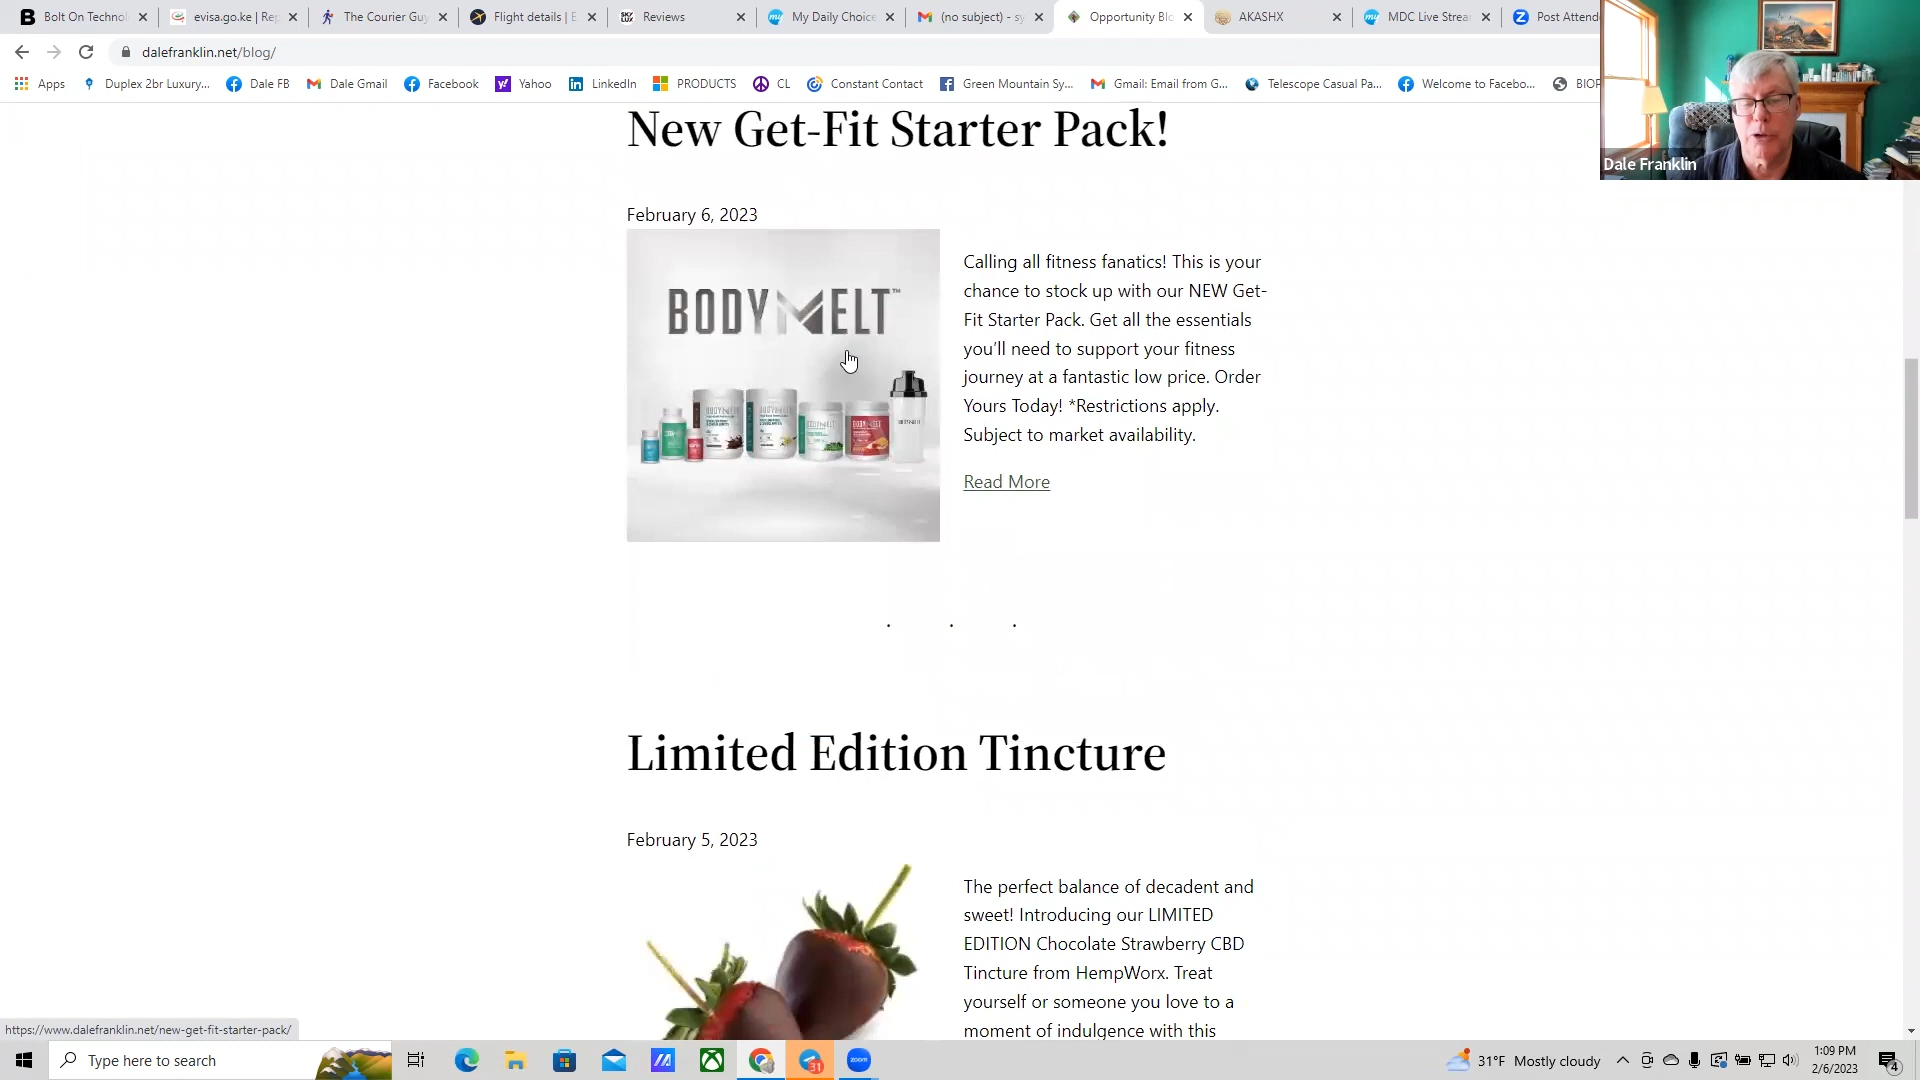 Bolt On Technol
evisa.go.ke | Rep
The Courier Guy
Flight details | E
Reviews
My Daily Choice
(no subject) - sy
Opportunity Blo
AKASHX
MDC Live Strea
Post Attend
dalefranklin.net/blog/
Apps
Duplex 2br Luxury...
Dale FB
Dale Gmail
Facebook
Yahoo
LinkedIn
PRODUCTS
CL
Constant Contact
Green Mountain Sy...
Gmail: Email from G...
Telescope Casual Pa...
Welcome to Facebo...
BIOP
Dale Franklin
New Get-Fit Starter Pack!
February 6, 2023
BODYMELT™
Calling all fitness fanatics! This is your
chance to stock up with our NEW Get-
Fit Starter Pack. Get all the essentials
you'll need to support your fitness
journey at a fantastic low price. Order
Yours Today! *Restrictions apply.
Subject to market availability.
Read More
. . .
Limited Edition Tincture
February 5, 2023
The perfect balance of decadent and
sweet! Introducing our LIMITED
EDITION Chocolate Strawberry CBD
Tincture from HempWorx. Treat
yourself or someone you love to a
moment of indulgence with this
https://www.dalefranklin.net/new-get-fit-starter-pack/
Type here to search
31
zoom
31°F Mostly cloudy
1:09 PM
2/6/2023
4